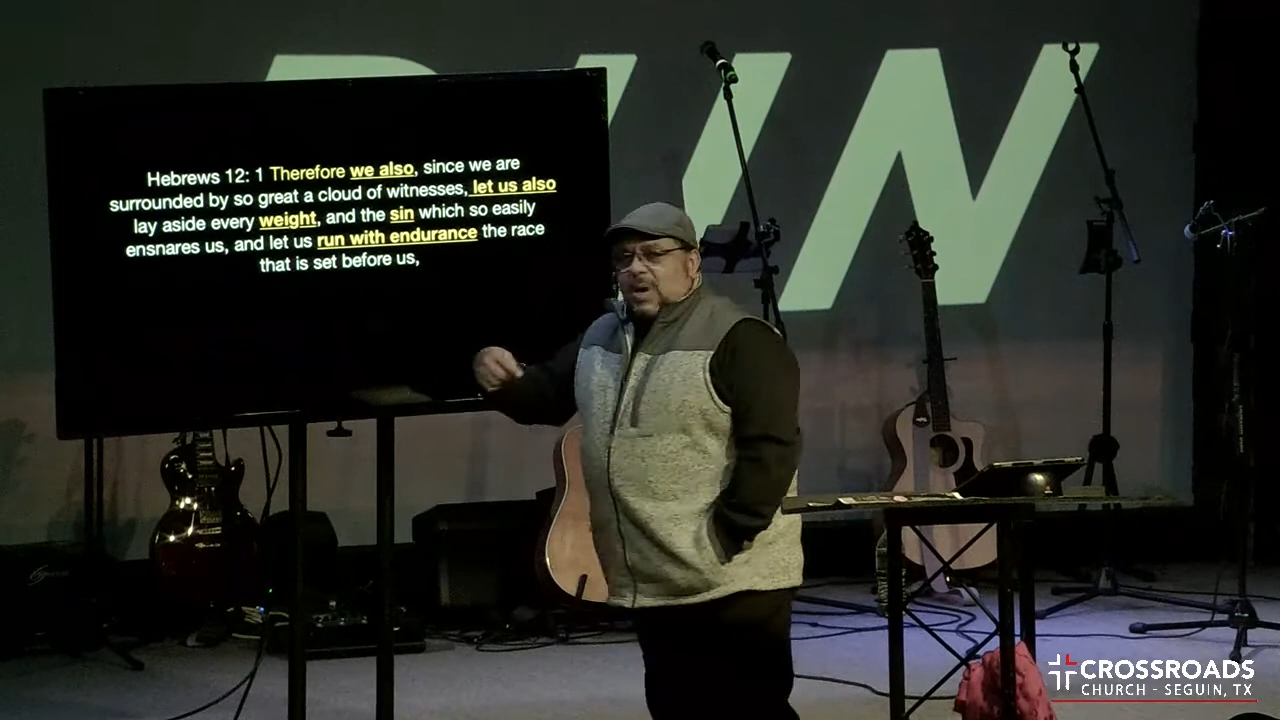 Hebrews 12: 1 Therefore we also, since we are
surrounded by so great a cloud of witnesses, let us also
lay aside every weight, and the sin which so easily
ensnares us, and let us run with endurance the race
that is set before us,
CROSSROADS
CHURCH - SEGUIN, TX